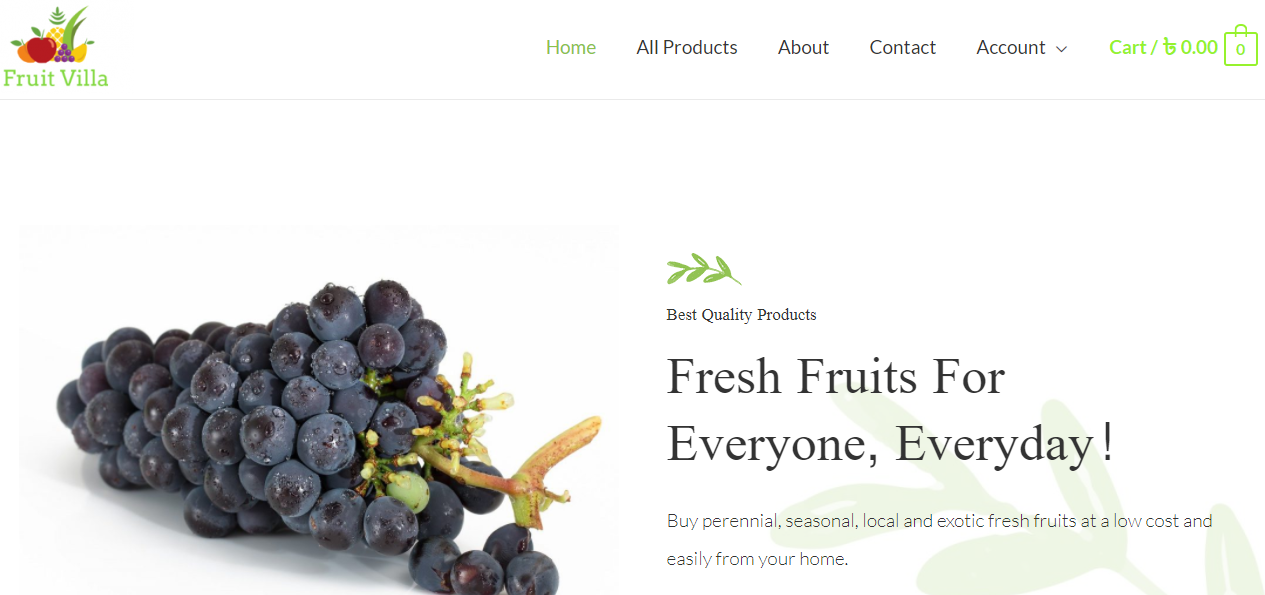 Fruit Villa
Home All Products About Contact Account Cart / ৳ 0.00 0
Best Quality Products
Fresh Fruits For
Everyone, Everyday!
Buy perennial, seasonal, local and exotic fresh fruits at a low cost and
easily from your home.